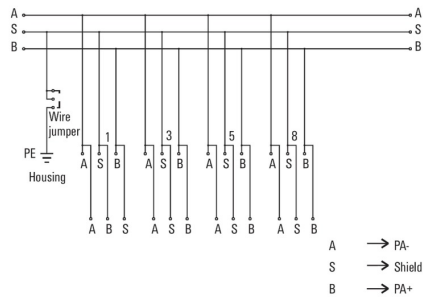 A A
S S
B B
Wire
jumper
1 3 5 8
PE
A S B A S B A S B A S B
Housing
A B S A S B A S B A S B
A → PA-
S → Shield
B → PA+